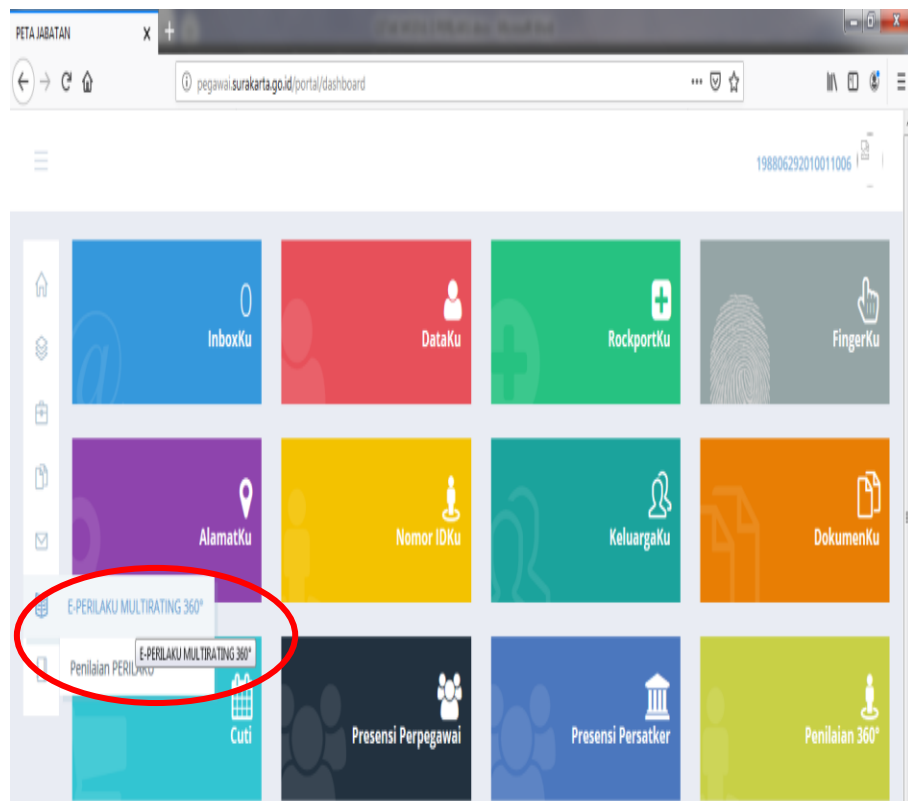 PETA JABATAN
pegawai.surakarta.go.id/portal/dashboard
198806292010011006
0
InboxKu
DataKu
RockportKu
FingerKu
AlamatKu
Nomor IDKu
KeluargaKu
DokumenKu
E-PERILAKU MULTIRATING 360°
E-PERILAKU MULTIRATING 360°
Penilaian PERILAKU
Cuti
Presensi Perpegawai
Presensi Persatker
Penilaian 360°